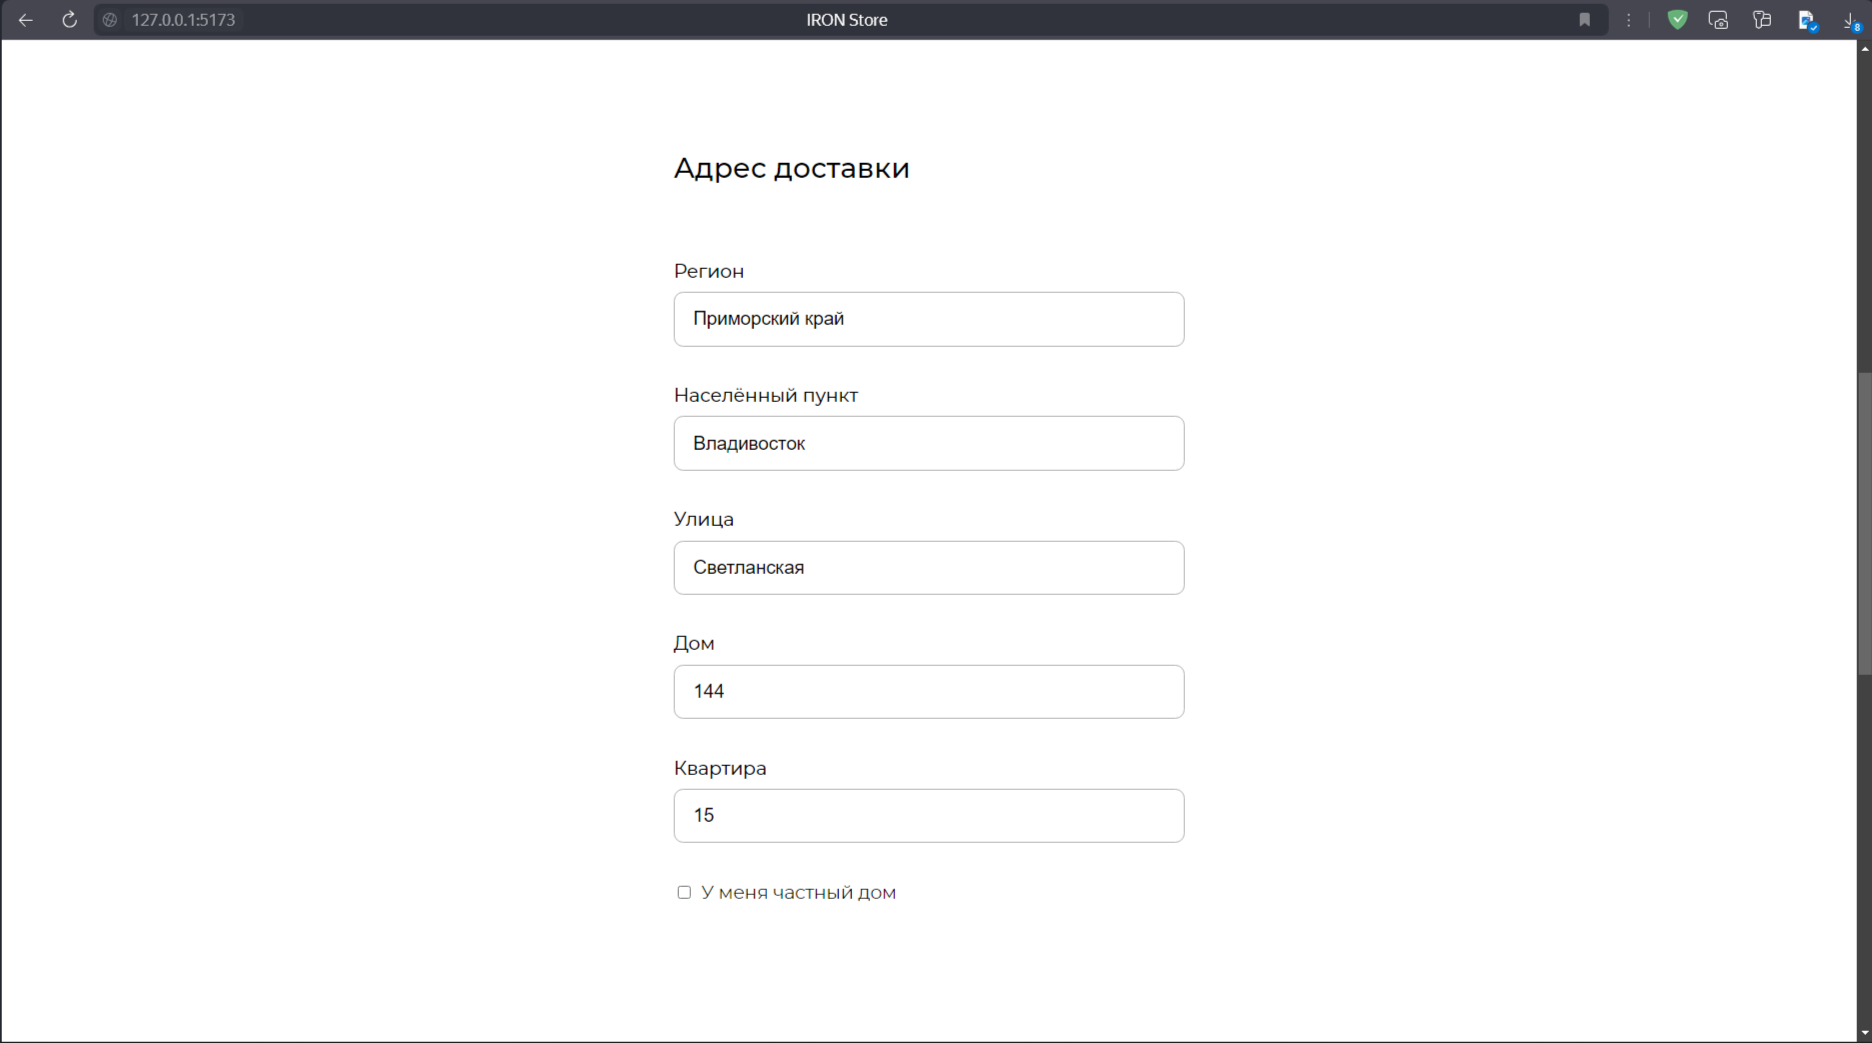 127.0.0.1:5173
IRON Store
8
Адрес доставки
Регион
Приморский край
Населённый пункт
Владивосток
Улица
Светланская
Дом
144
Квартира
15
У меня частный дом